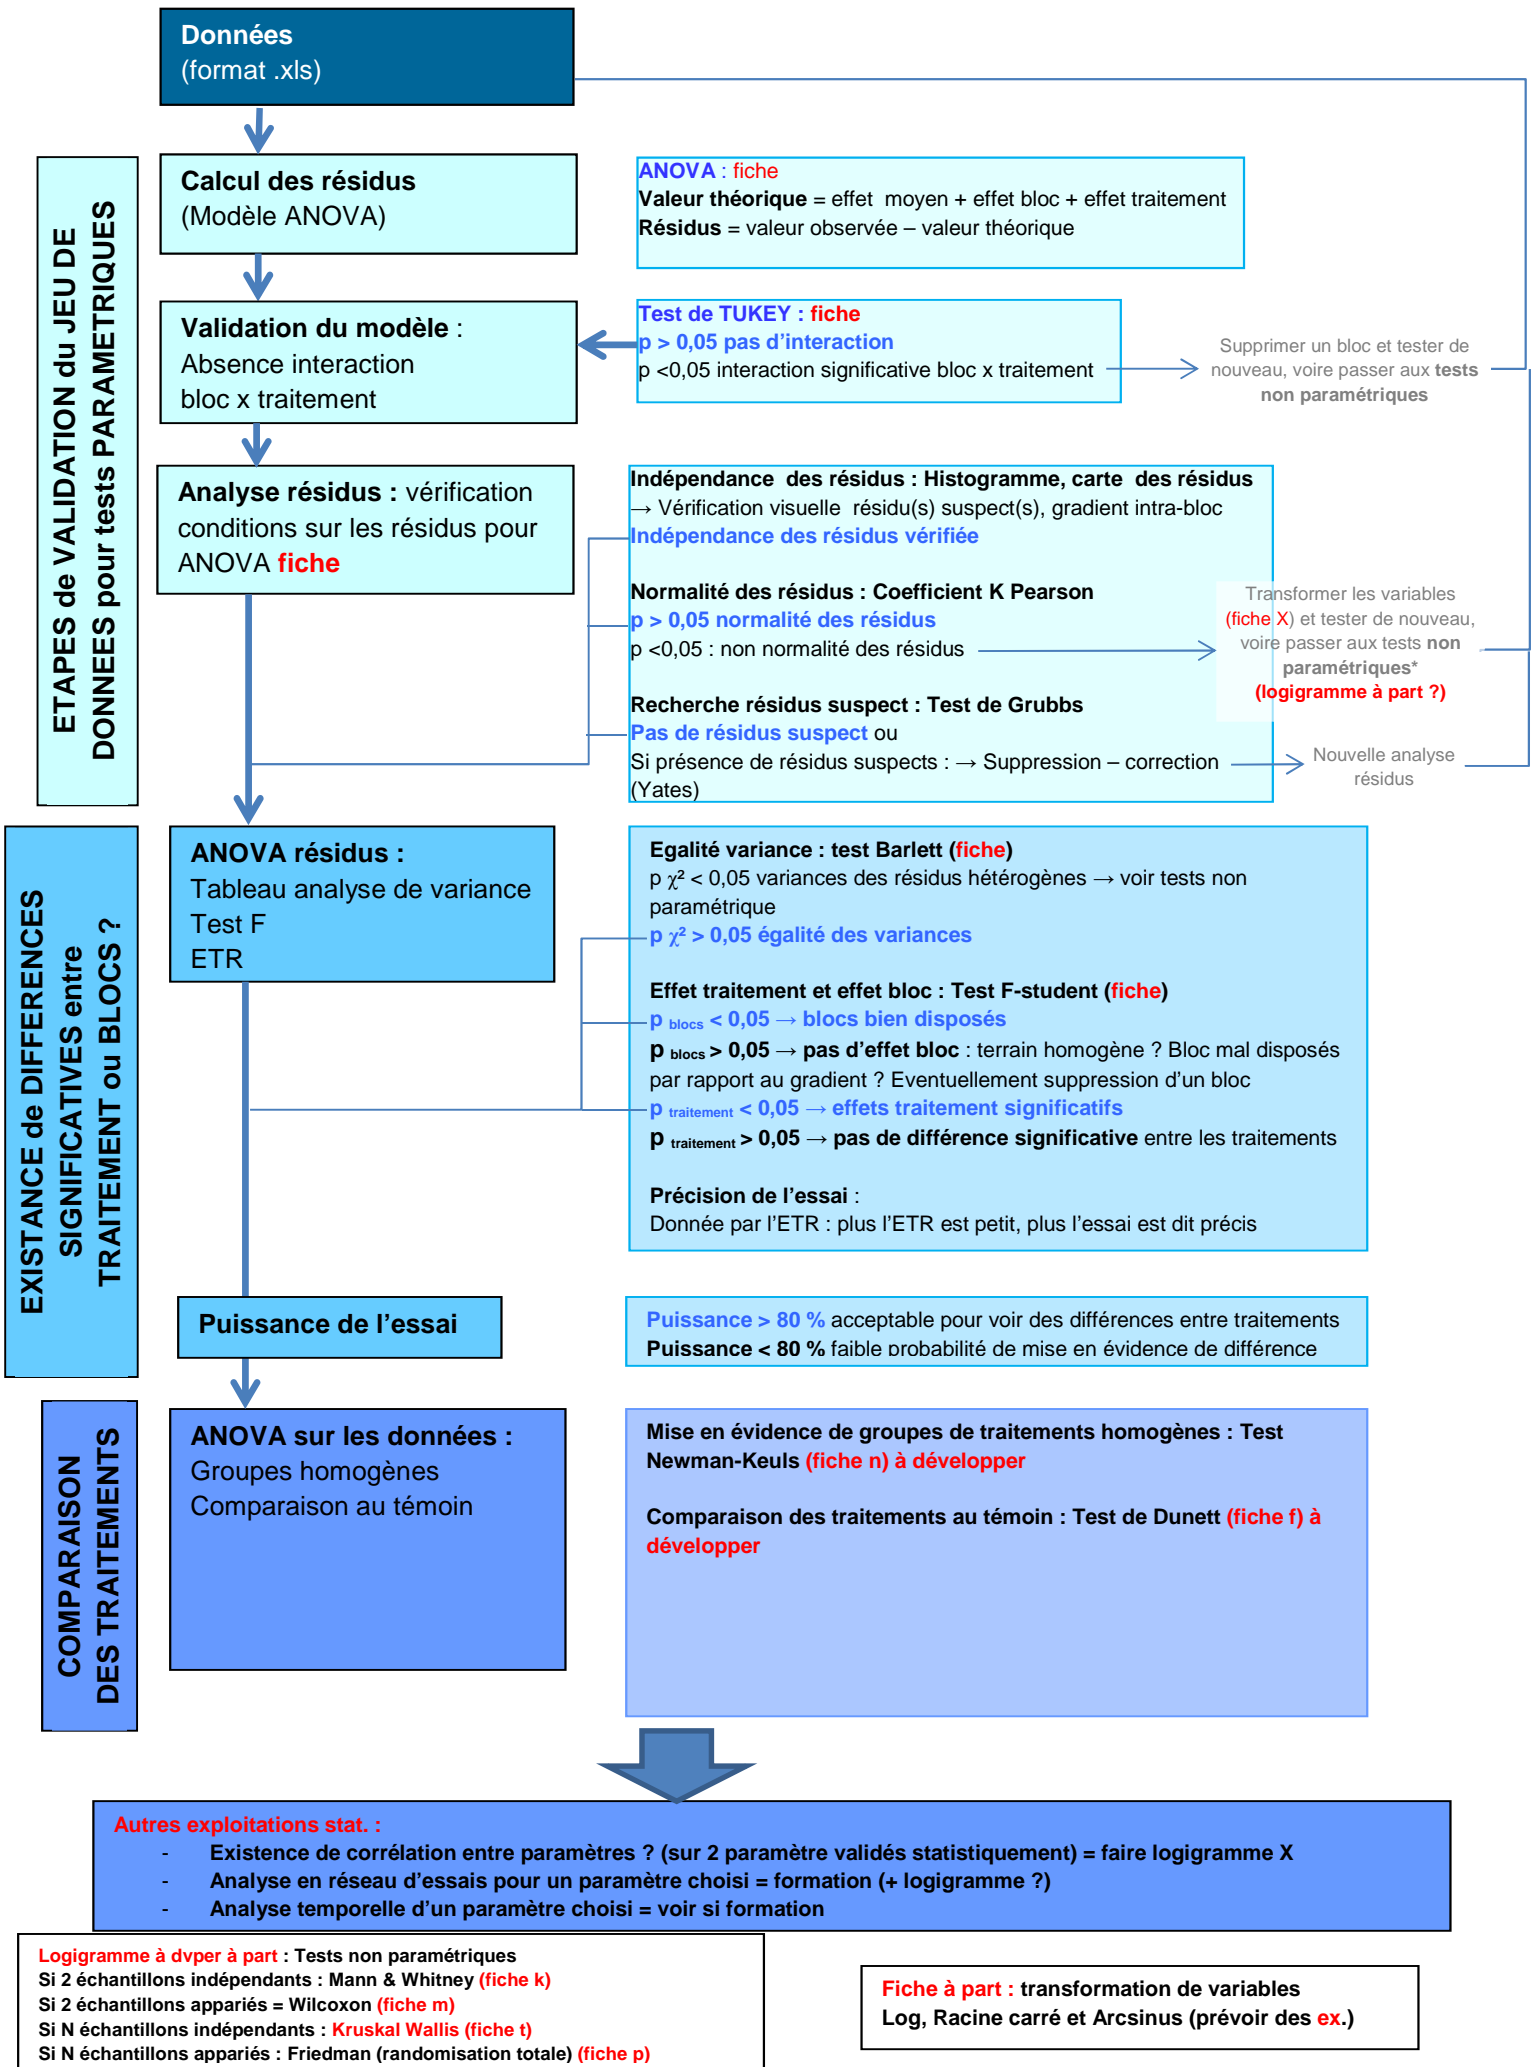 Données
(format .xls)
ETAPES de VALIDATION du JEU DE
DONNEES pour tests PARAMETRIQUES
Calcul des résidus
(Modèle ANOVA)
ANOVA : fiche
Valeur théorique = effet moyen + effet bloc + effet traitement
Résidus = valeur observée – valeur théorique
Validation du modèle :
Absence interaction
bloc x traitement
Test de TUKEY : fiche
p > 0,05 pas d’interaction
p <0,05 interaction significative bloc x traitement
Supprimer un bloc et tester de
nouveau, voire passer aux tests
non paramétriques
Analyse résidus : vérification
conditions sur les résidus pour
ANOVA fiche
Indépendance des résidus : Histogramme, carte des résidus
→ Vérification visuelle résidu(s) suspect(s), gradient intra-bloc
Indépendance des résidus vérifiée
Normalité des résidus : Coefficient K Pearson
p > 0,05 normalité des résidus
p <0,05 : non normalité des résidus
Transformer les variables
(fiche X) et tester de nouveau,
voire passer aux tests non
paramétriques*
(logigramme à part ?)
Recherche résidus suspect : Test de Grubbs
Pas de résidus suspect ou
Si présence de résidus suspects : → Suppression – correction
(Yates)
Nouvelle analyse
résidus
EXISTANCE de DIFFERENCES
SIGNIFICATIVES entre
TRAITEMENT ou BLOCS ?
ANOVA résidus :
Tableau analyse de variance
Test F
ETR
Egalité variance : test Barlett (fiche)
p χ² < 0,05 variances des résidus hétérogènes → voir tests non
paramétrique
p χ² > 0,05 égalité des variances
Effet traitement et effet bloc : Test F-student (fiche)
p blocs < 0,05 → blocs bien disposés
p blocs > 0,05 → pas d’effet bloc : terrain homogène ? Bloc mal disposés
par rapport au gradient ? Eventuellement suppression d’un bloc
p traitement < 0,05 → effets traitement significatifs
p traitement > 0,05 → pas de différence significative entre les traitements
Précision de l’essai :
Donnée par l’ETR : plus l’ETR est petit, plus l’essai est dit précis
Puissance de l’essai
Puissance > 80 % acceptable pour voir des différences entre traitements
Puissance < 80 % faible probabilité de mise en évidence de différence
COMPARAISON
DES TRAITEMENTS
ANOVA sur les données :
Groupes homogènes
Comparaison au témoin
Mise en évidence de groupes de traitements homogènes : Test
Newman-Keuls (fiche n) à développer
Comparaison des traitements au témoin : Test de Dunett (fiche f) à
développer
Autres exploitations stat. :
- Existence de corrélation entre paramètres ? (sur 2 paramètre validés statistiquement) = faire logigramme X
- Analyse en réseau d’essais pour un paramètre choisi = formation (+ logigramme ?)
- Analyse temporelle d’un paramètre choisi = voir si formation
Logigramme à dvper à part : Tests non paramétriques
Si 2 échantillons indépendants : Mann & Whitney (fiche k)
Si 2 échantillons appariés = Wilcoxon (fiche m)
Si N échantillons indépendants : Kruskal Wallis (fiche t)
Si N échantillons appariés : Friedman (randomisation totale) (fiche p)
Fiche à part : transformation de variables
Log, Racine carré et Arcsinus (prévoir des ex.)